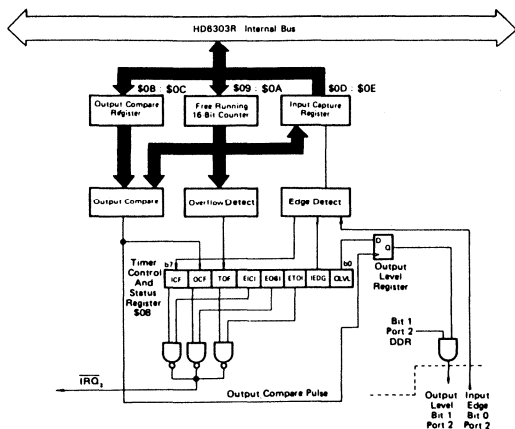 HD6303R Internal Bus
$0B : $0C
$09 : $0A
$0D : $0E
Output Compare
Register
Free Running
16-Bit Counter
Input Capture
Register
Output Compare
Overflow Detect
Edge Detect
Timer
Control
And
Status
Register
$08
b7
b0
ICF
OCF
TOF
EICI
EOBI
ETOI
IEDG
OLVL
D
Q
Output
Level
Register
Bit 1
Port 2
DDR
IRQ₂
Output Compare Pulse
Output
Level
Bit 1
Port 2
Input
Edge
Bit 0
Port 2